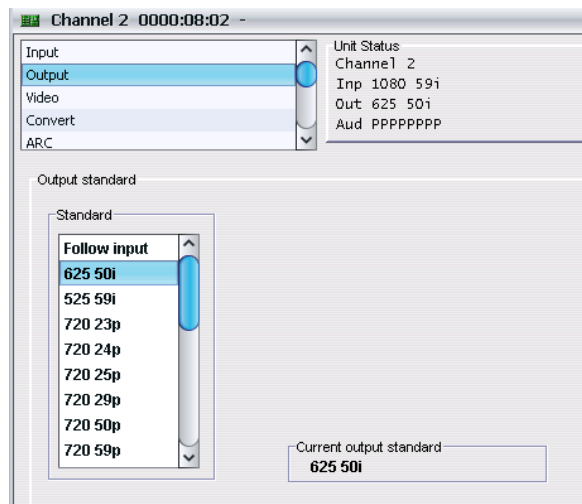 Channel 2 0000:08:02 -
Input
Output
Video
Convert
ARC
Unit Status
Channel 2
Inp 1080 59i
Out 625 50i
Aud PPPPPPPP
Output standard
Standard
Follow input
625 50i
525 59i
720 23p
720 24p
720 25p
720 29p
720 50p
720 59p
Current output standard
625 50i